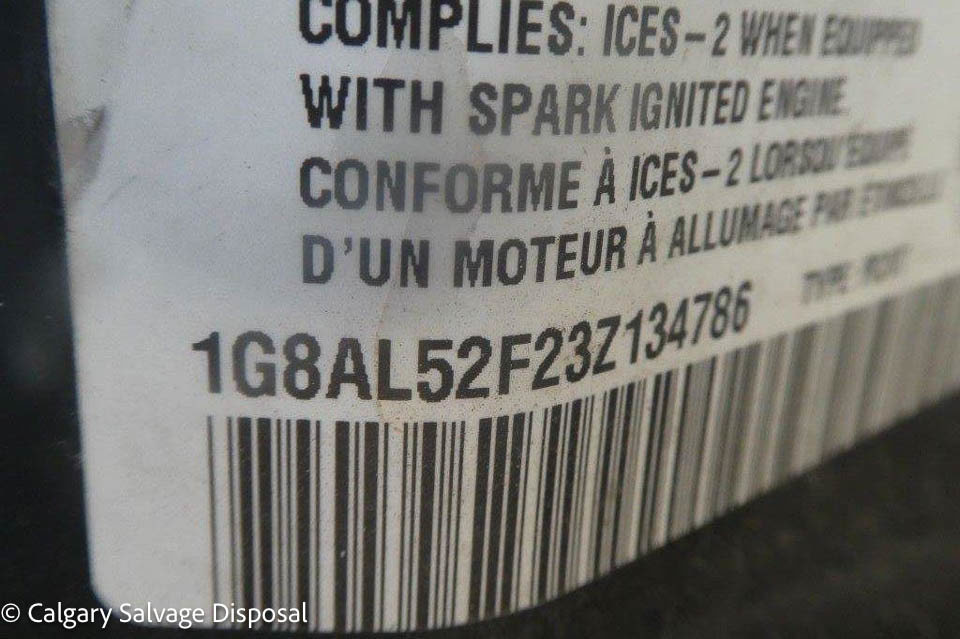 COMPLIES: ICES-2 WHEN EQUIPPED
WITH SPARK IGNITED ENGINE.
CONFORME À ICES-2 LORSQU'ÉQUIPÉ
D'UN MOTEUR À ALLUMAGE PAR ÉTINCELLE
1G8AL52F23Z134786 TYPE:
© Calgary Salvage Disposal